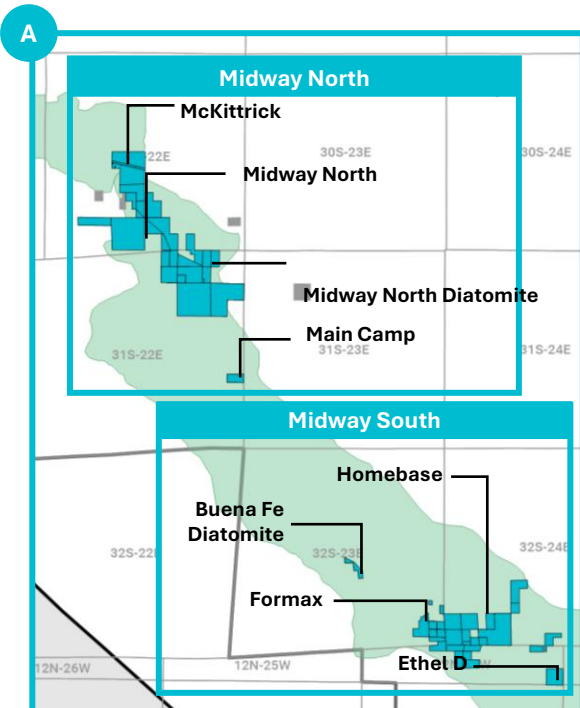 A
Midway North
McKittrick
22E
30S-23E
30S-24E
Midway North
Midway North Diatomite
Main Camp
31S-22E
31S-23E
31S-24E
Midway South
Homebase
Buena Fe
Diatomite
32S-22E
32S-23E
32S-24E
Formax
Ethel D
12N-26W
12N-25W
W